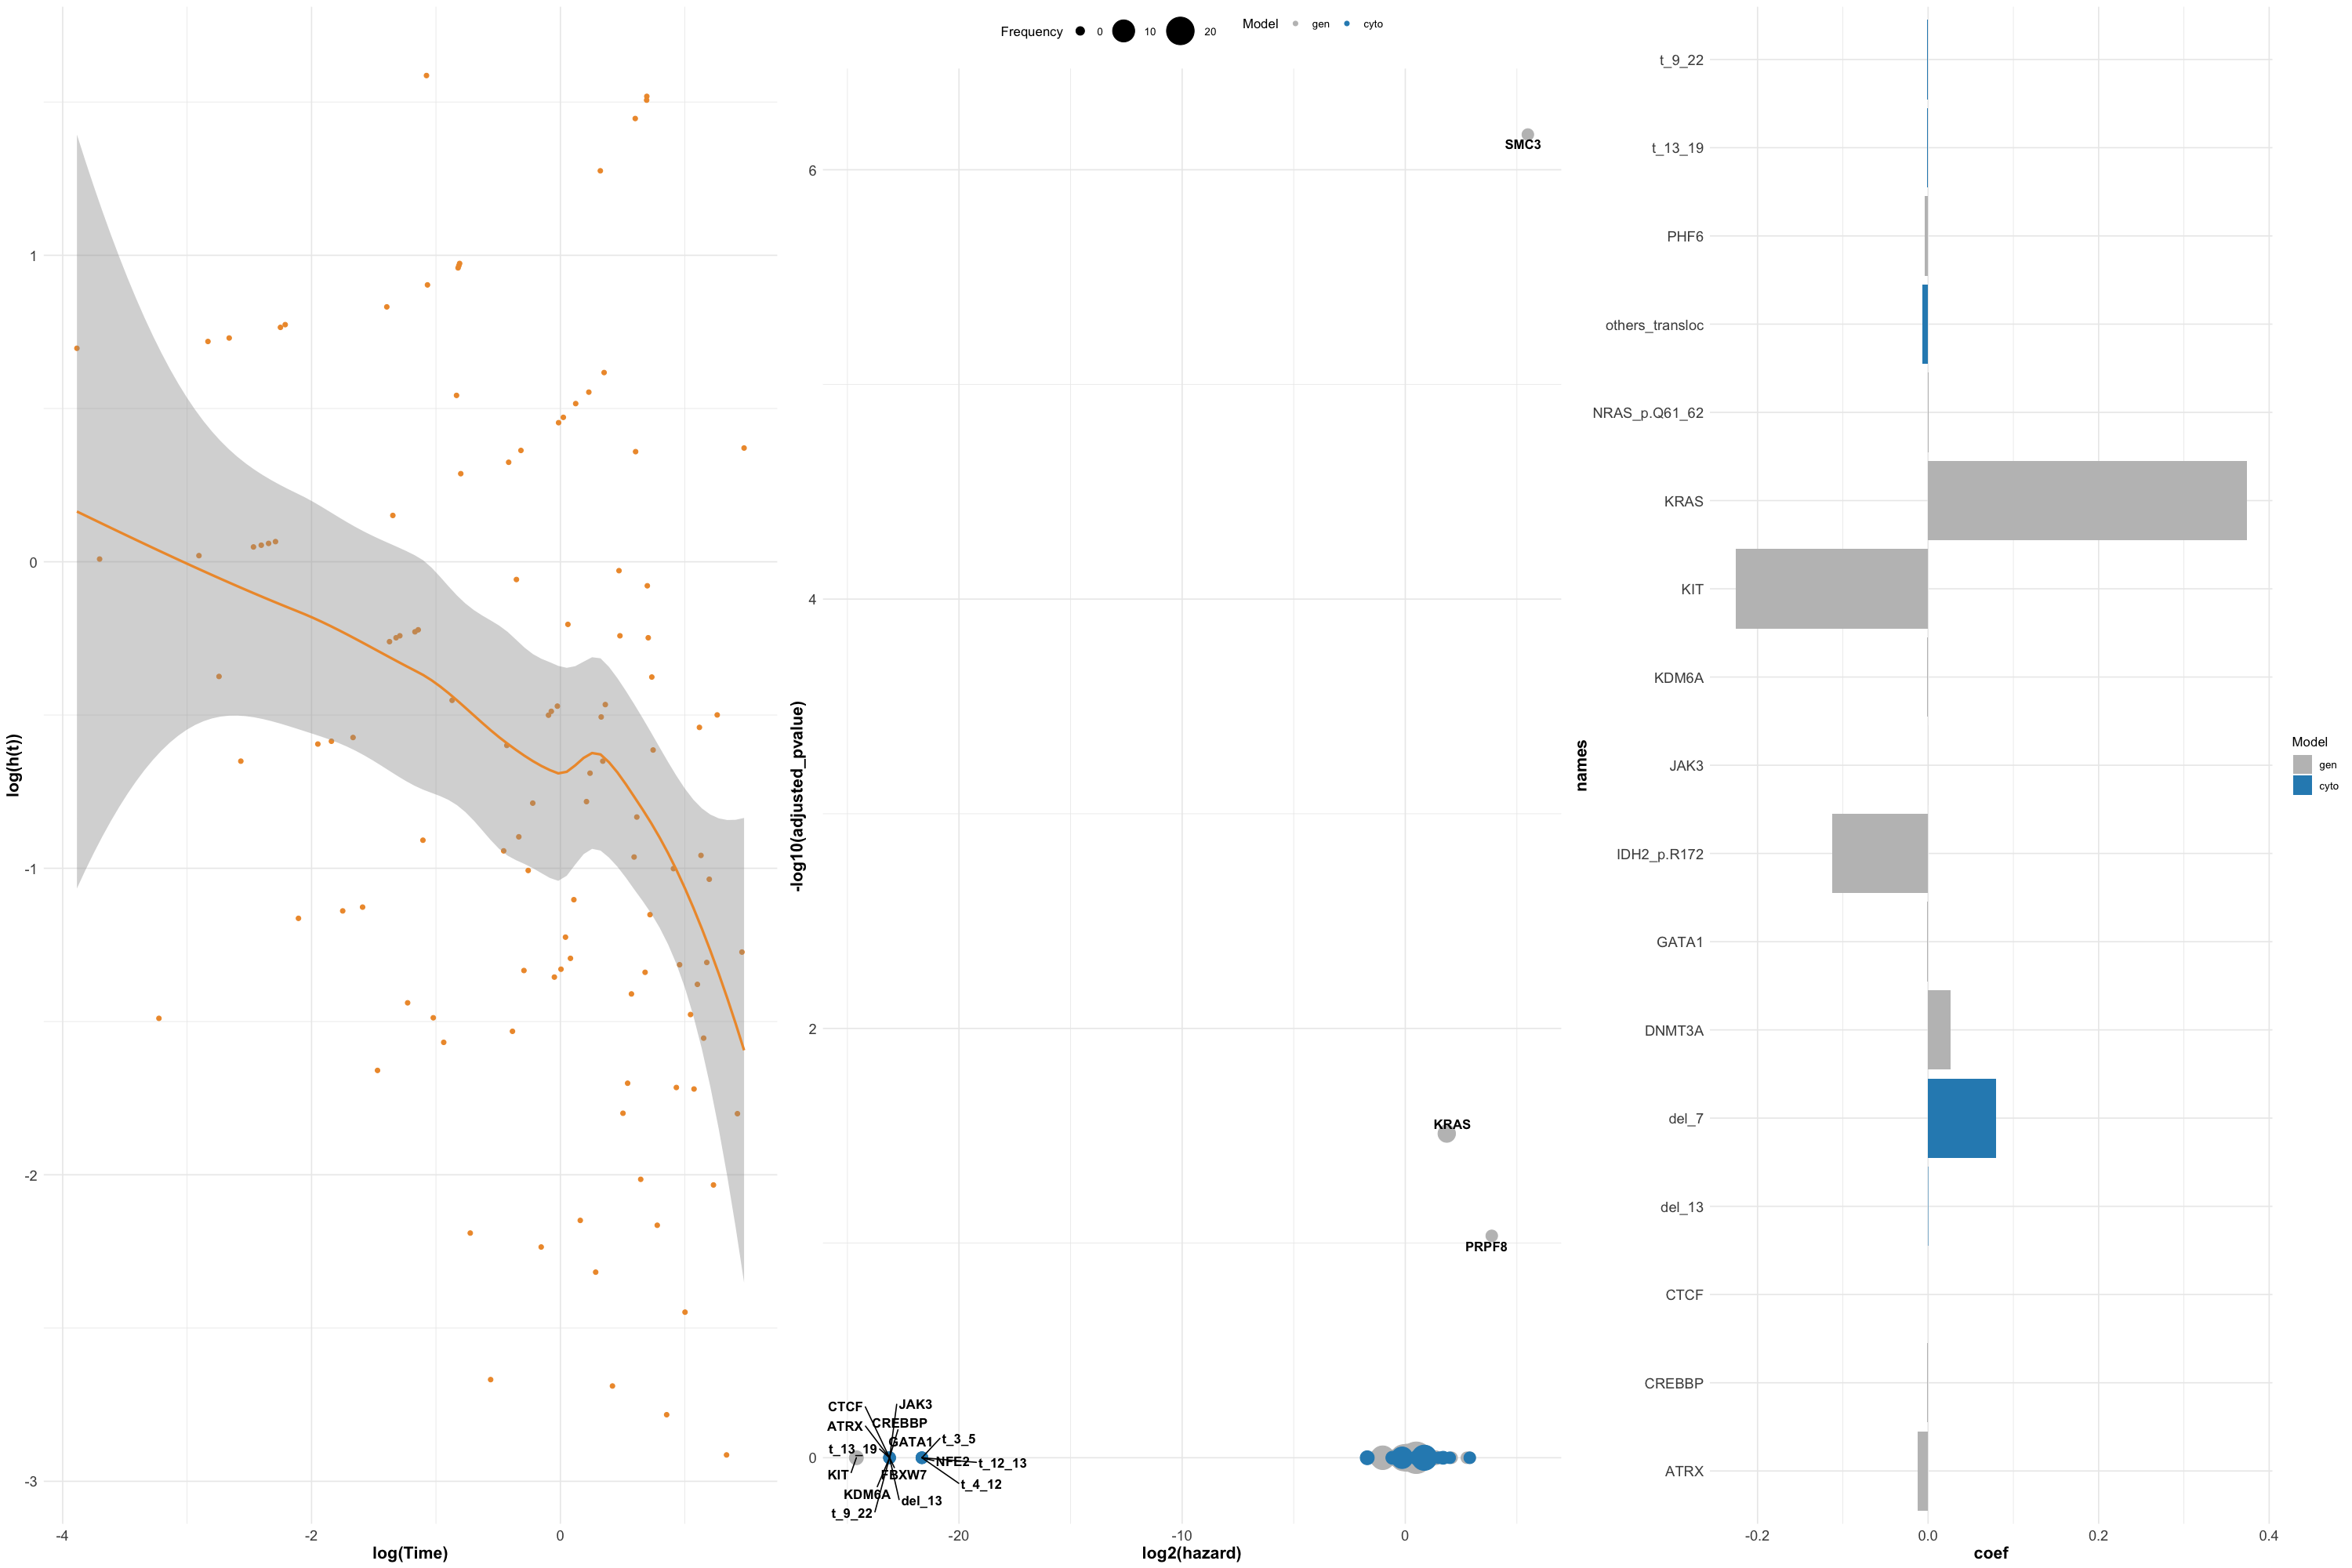 1
0
-1
-2
-3
-4
-2
0
log(Time)
log(h(t))
Frequency 0 10 20 Model gen cyto
6
4
2
0
-20
-10
0
log2(hazard)
-log10(adjusted_pvalue)
SMC3
KRAS
PRPF8
CTCF
JAK3
ATRX
CREBBP
GATA1
t_3_5
t_13_19
NFE2
t_12_13
KIT
FBXW7
t_4_12
KDM6A
del_13
t_9_22
t_9_22
t_13_19
PHF6
others_transloc
NRAS_p.Q61_62
KRAS
KIT
KDM6A
JAK3
IDH2_p.R172
GATA1
DNMT3A
del_7
del_13
CTCF
CREBBP
ATRX
-0.2
0.0
0.2
0.4
coef
names
Model
gen
cyto